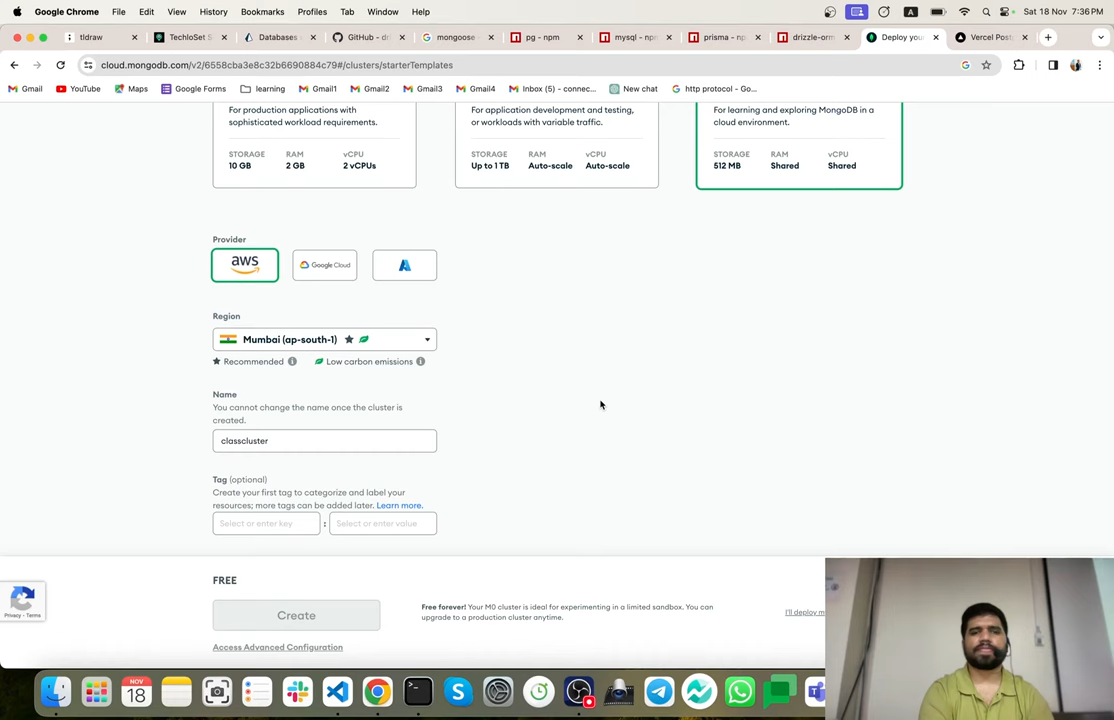 Google Chrome File Edit View History Bookmarks Profiles Tab Window Help A Sat 18 Nov 7:36 PM
tldraw TechloSet S Databases GitHub - dr mongoose pg - npm mysql - npm prisma - np drizzle-orm Deploy your Vercel Post
cloud.mongodb.com/v2/6558cba3e8c32b6690884c79#/clusters/starterTemplates
Gmail YouTube Maps Google Forms learning Gmail1 Gmail2 Gmail3 Gmail4 Inbox (5) - connec... New chat http protocol - Go...
For production applications with
sophisticated workload requirements.
STORAGE RAM vCPU
10 GB 2 GB 2 vCPUs
For application development and testing,
or workloads with variable traffic.
STORAGE RAM vCPU
Up to 1 TB Auto-scale Auto-scale
For learning and exploring MongoDB in a
cloud environment.
STORAGE RAM vCPU
512 MB Shared Shared
Provider
aws Google Cloud
Region
Mumbai (ap-south-1)
Recommended Low carbon emissions
Name
You cannot change the name once the cluster is
created.
classcluster
Tag (optional)
Create your first tag to categorize and label your
resources; more tags can be added later. Learn more.
Select or enter key : Select or enter value
FREE
Create
Free forever! Your M0 cluster is ideal for experimenting in a limited sandbox. You can
upgrade to a production cluster anytime.
I'll deploy m
Access Advanced Configuration
Privacy - Terms
NOV
18